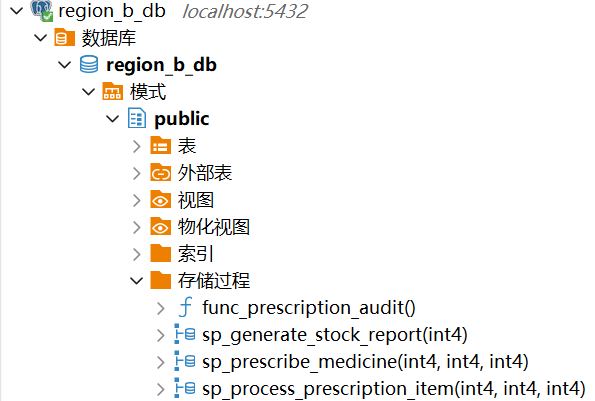 region_b_db localhost:5432
数据库
region_b_db
模式
public
表
外部表
视图
物化视图
索引
存储过程
func_prescription_audit()
sp_generate_stock_report(int4)
sp_prescribe_medicine(int4, int4, int4)
sp_process_prescription_item(int4, int4, int4)